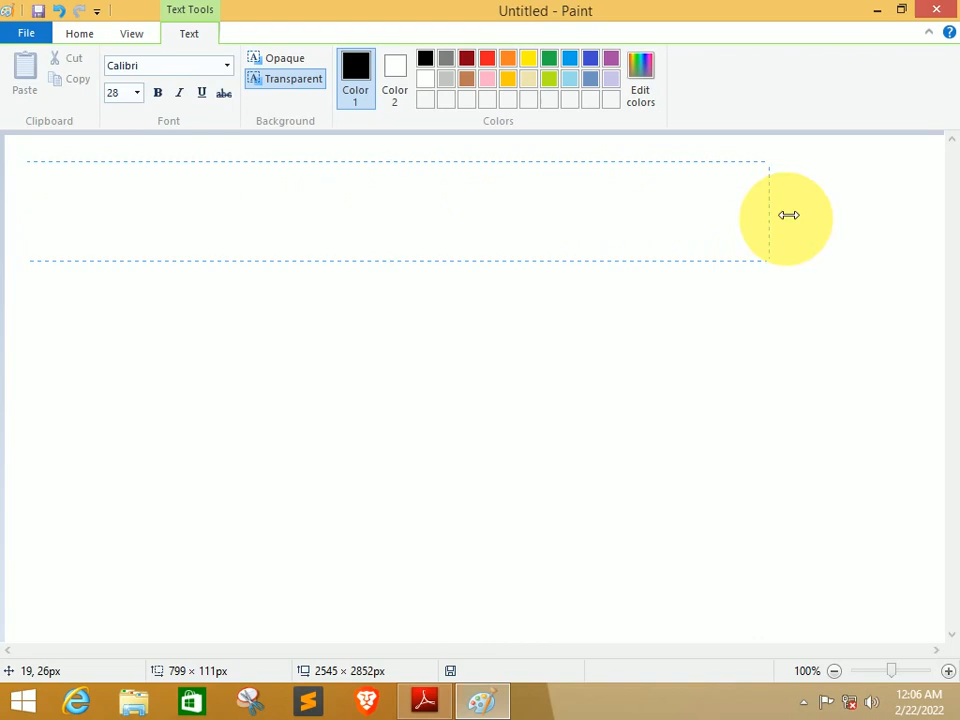 Text Tools
Untitled - Paint
File
Home
View
Text
Paste
Cut
Copy
Clipboard
Calibri
28
B I U abc
Font
Opaque
Transparent
Background
Color 1
Color 2
Edit colors
Colors
19, 26px
799 × 111px
2545 × 2852px
100%
12:06 AM
2/22/2022